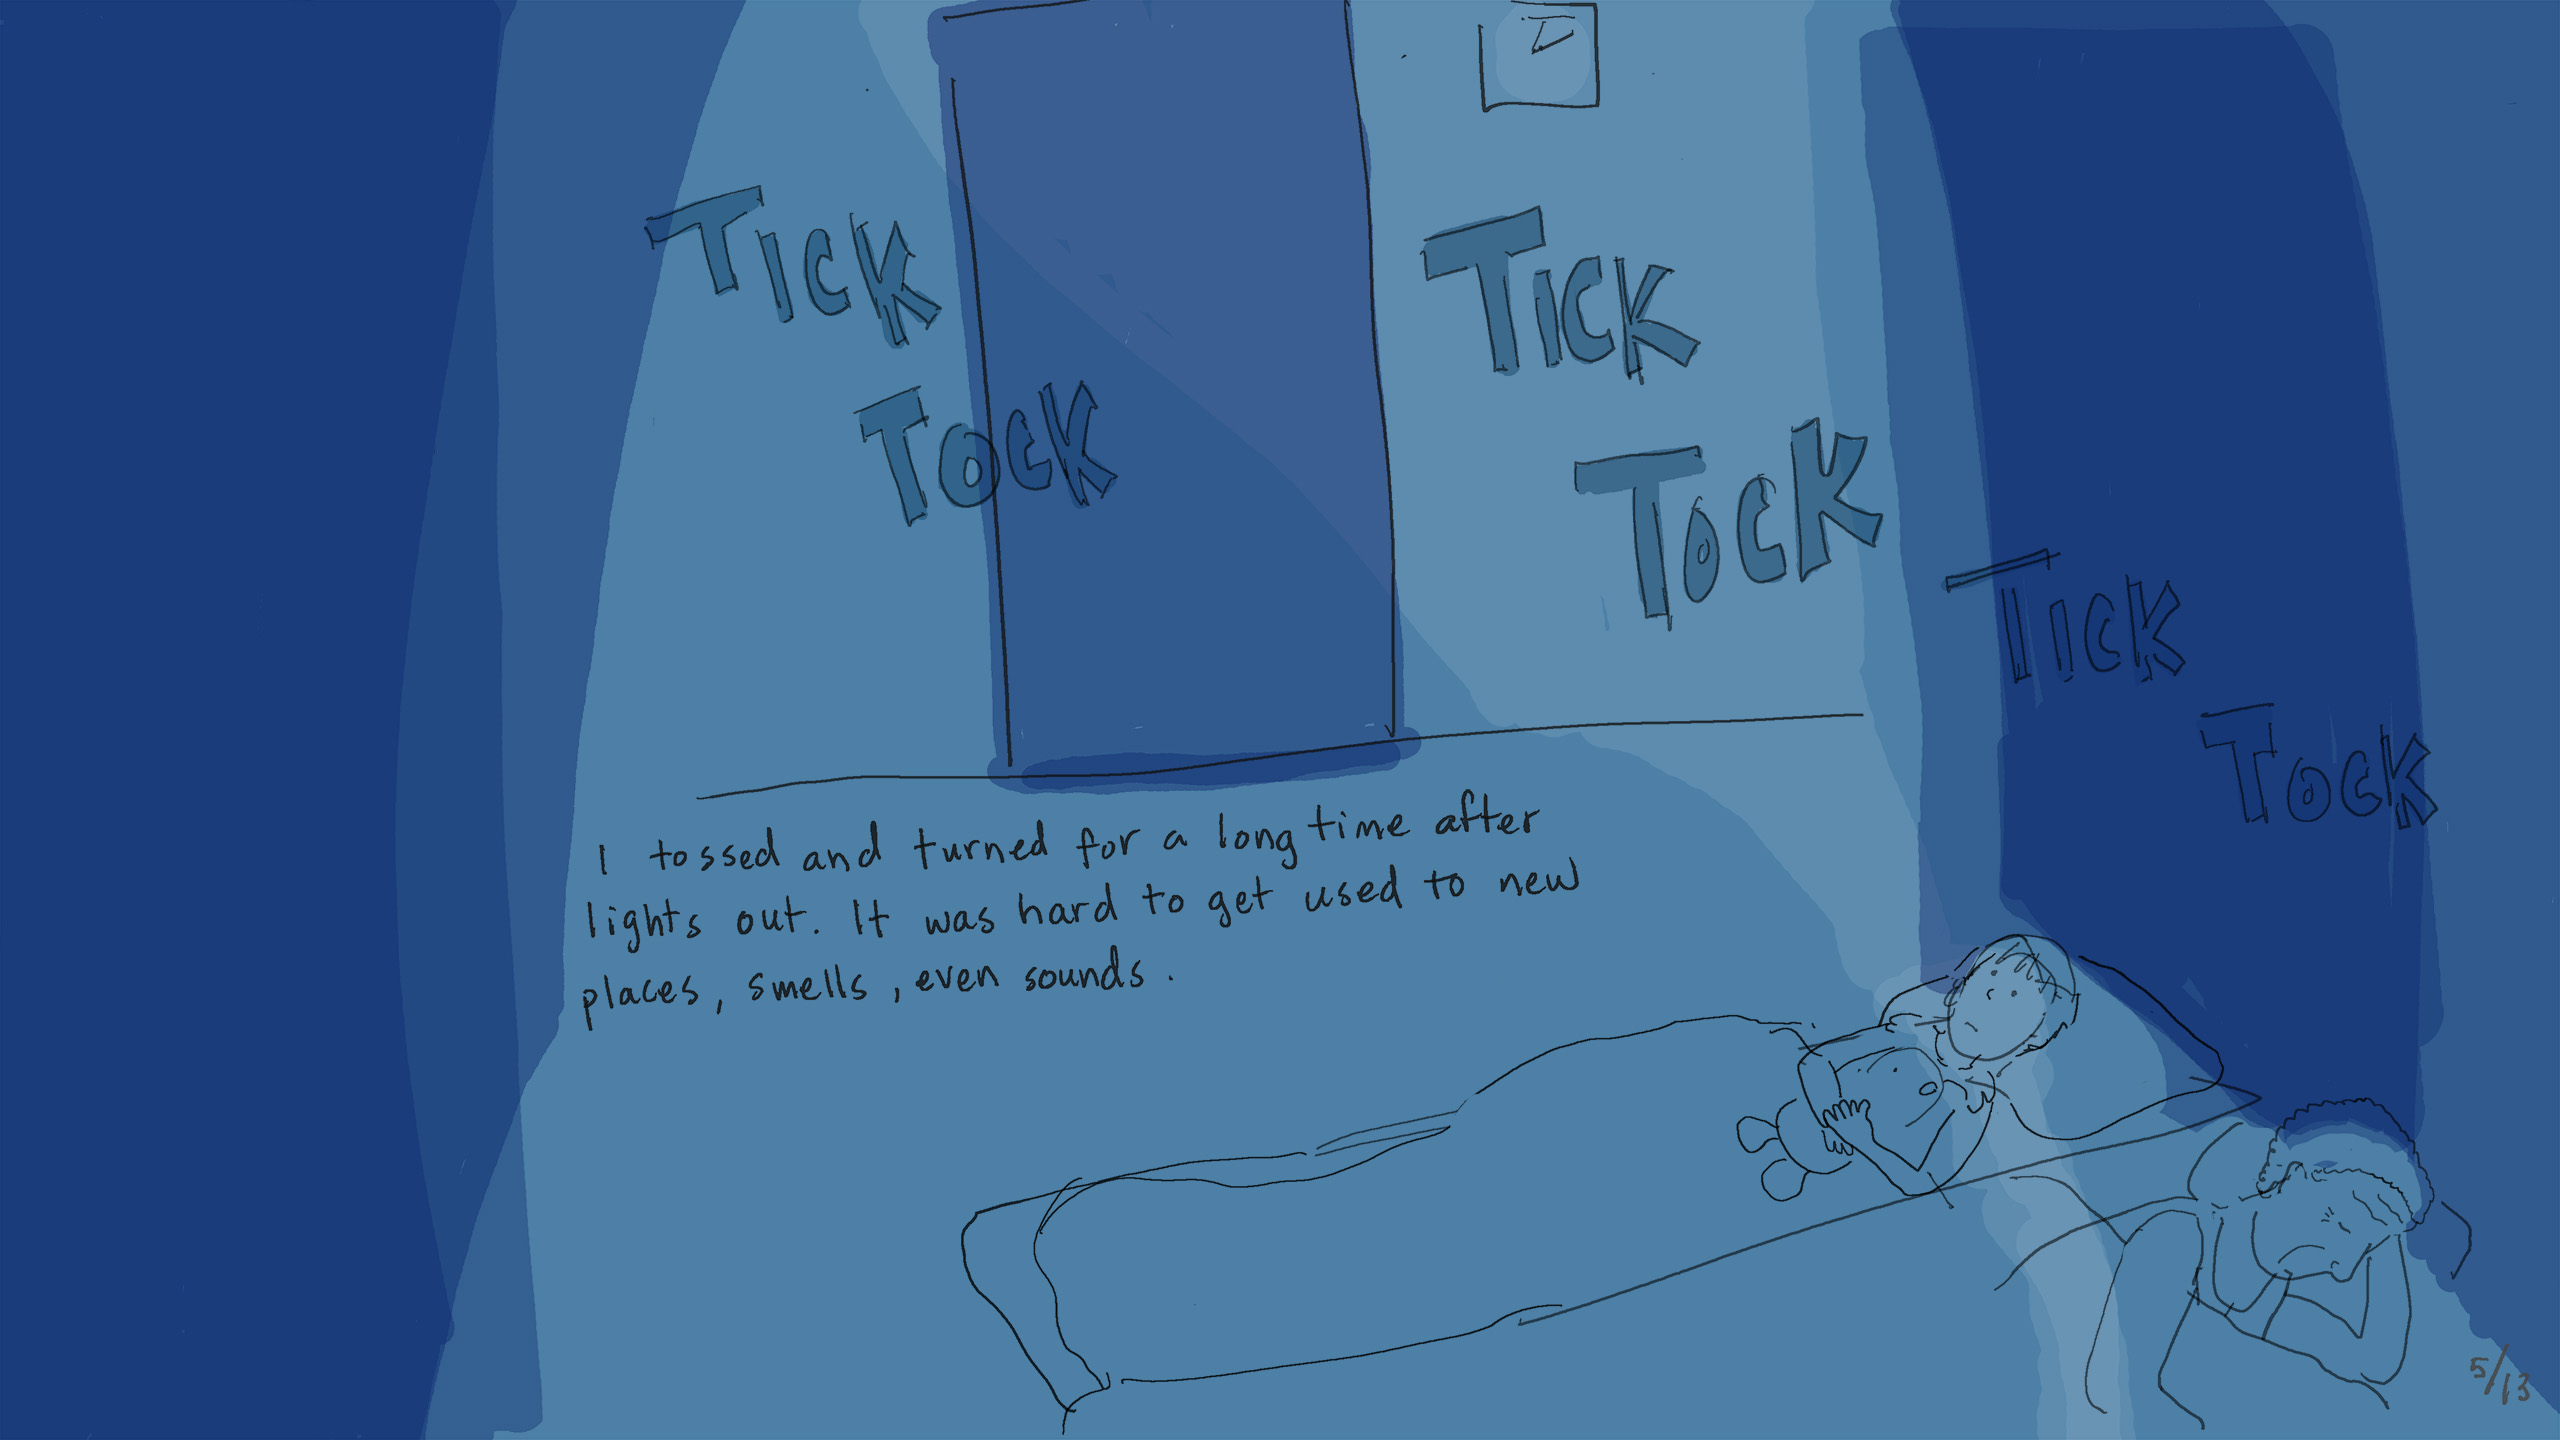 TICK
TOCK
TICK
TOCK
TICK
TOCK
I tossed and turned for a long time after
lights out. It was hard to get used to new
places, smells, even sounds.
5/13